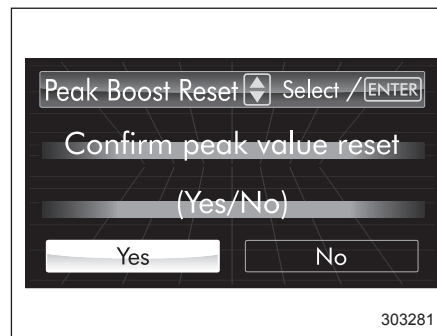 Peak Boost Reset Select / ENTER
Confirm peak value reset
(Yes/No)
Yes No
303281